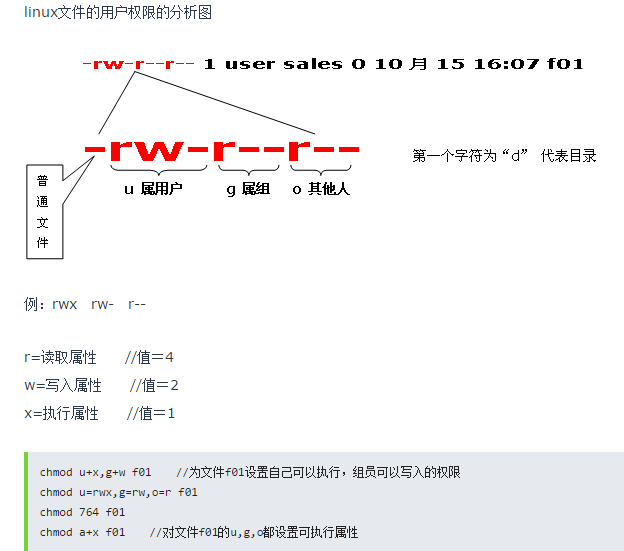 linux文件的用户权限的分析图
-rw-r--r-- 1 user sales 0 10 月 15 16:07 f01
-rw-r--r--
第一个字符为“d” 代表目录
普
通
文
件
u 属用户 g 属组 o 其他人
例：rwx rw- r--
r=读取属性 //值＝4
w=写入属性 //值＝2
x=执行属性 //值＝1
chmod u+x,g+w f01 //为文件f01设置自己可以执行，组员可以写入的权限
chmod u=rwx,g=rw,o=r f01
chmod 764 f01
chmod a+x f01 //对文件f01的u,g,o都设置可执行属性